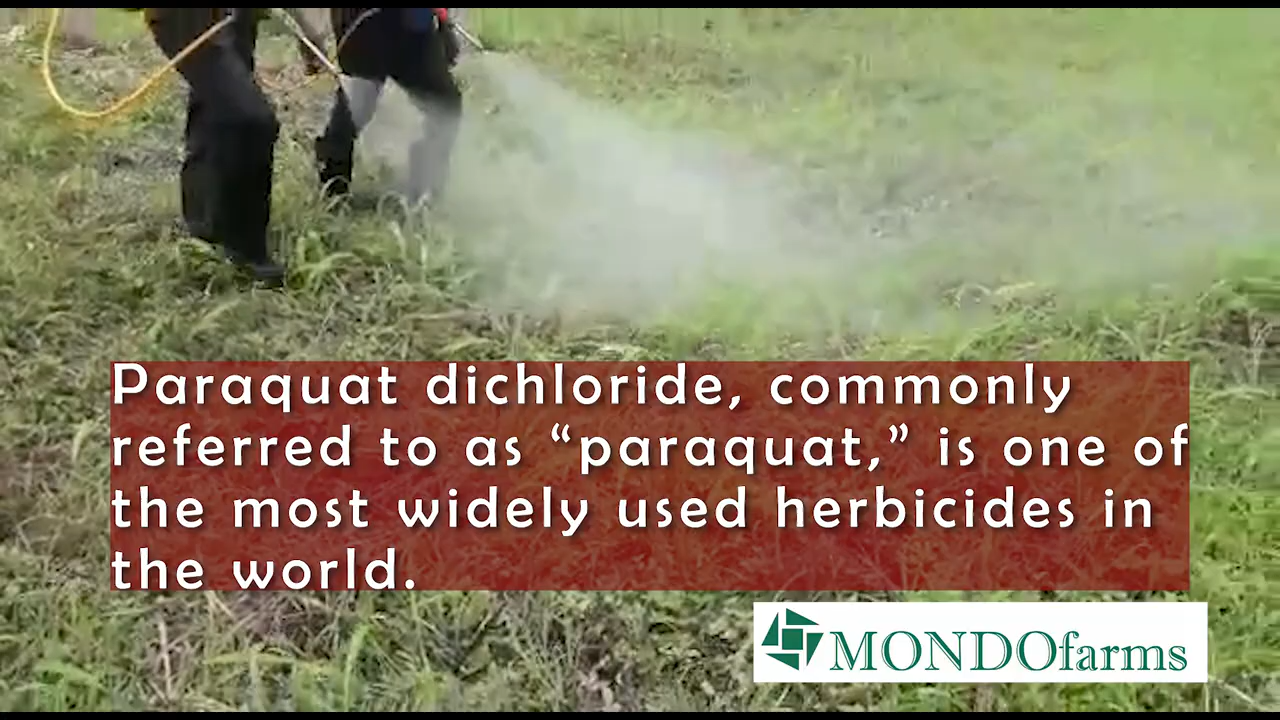 Paraquat dichloride, commonly
referred to as “paraquat,” is one of
the most widely used herbicides in
the world.
MONDOfarms